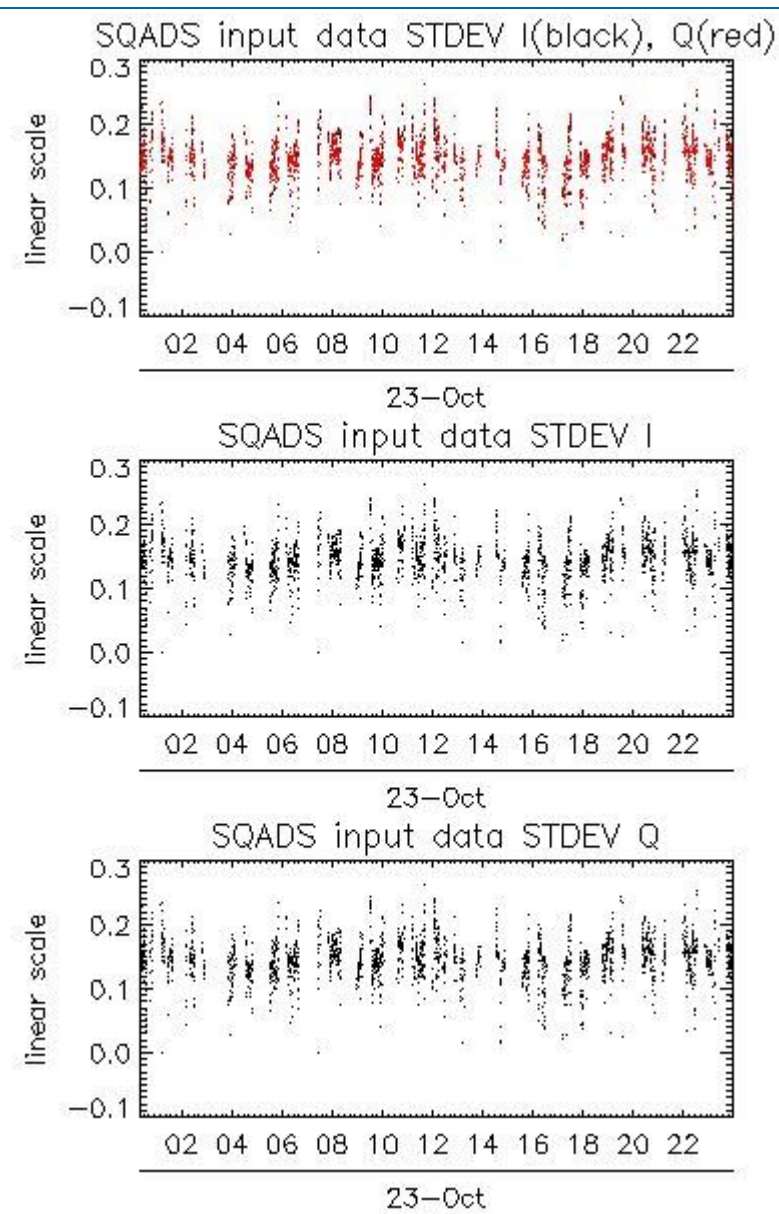 SQADS input data STDEV I(black), Q(red)
0.3
0.2
0.1
0.0
−0.1
linear scale
02 04 06 08 10 12 14 16 18 20 22
23−Oct
SQADS input data STDEV I
0.3
0.2
0.1
0.0
−0.1
linear scale
02 04 06 08 10 12 14 16 18 20 22
23−Oct
SQADS input data STDEV Q
0.3
0.2
0.1
0.0
−0.1
linear scale
02 04 06 08 10 12 14 16 18 20 22
23−Oct